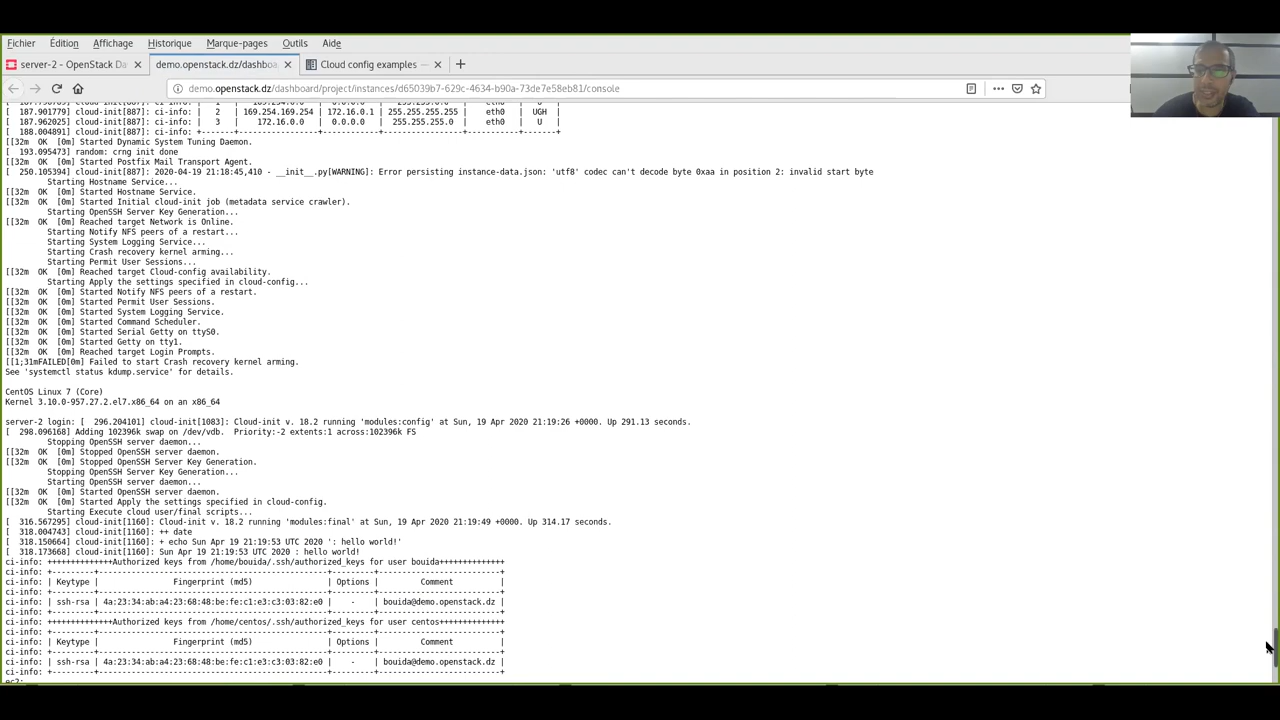 Fichier Édition Affichage Historique Marque-pages Outils Aide
server-2 - OpenStack Da × demo.openstack.dz/dashboa × Cloud config examples — × +
demo.openstack.dz/dashboard/project/instances/d65039b7-629c-4634-b90a-73de7e58eb81/console
[ 187.901779] cloud-init[887]: ci-info: | 2 | 169.254.169.254 | 172.16.0.1 | 255.255.255.255 | eth0 | UGH |
[ 187.962025] cloud-init[887]: ci-info: | 3 | 172.16.0.0 | 0.0.0.0 | 255.255.255.0 | eth0 | U |
[ 188.004891] cloud-init[887]: ci-info: +-------+-----------------+------------+-----------------+-----------+-------+
[[32m OK [0m] Started Dynamic System Tuning Daemon.
[ 193.095473] random: crng init done
[[32m OK [0m] Started Postfix Mail Transport Agent.
[ 250.105394] cloud-init[887]: 2020-04-19 21:18:45,410 - __init__.py[WARNING]: Error persisting instance-data.json: 'utf8' codec can't decode byte 0xaa in position 2: invalid start byte
Starting Hostname Service...
[[32m OK [0m] Started Hostname Service.
[[32m OK [0m] Started Initial cloud-init job (metadata service crawler).
Starting OpenSSH Server Key Generation...
[[32m OK [0m] Reached target Network is Online.
Starting Notify NFS peers of a restart...
Starting System Logging Service...
Starting Crash recovery kernel arming...
Starting Permit User Sessions...
[[32m OK [0m] Reached target Cloud-config availability.
Starting Apply the settings specified in cloud-config...
[[32m OK [0m] Started Notify NFS peers of a restart.
[[32m OK [0m] Started Permit User Sessions.
[[32m OK [0m] Started System Logging Service.
[[32m OK [0m] Started Command Scheduler.
[[32m OK [0m] Started Serial Getty on ttyS0.
[[32m OK [0m] Started Getty on tty1.
[[32m OK [0m] Reached target Login Prompts.
[[1;31mFAILED[0m] Failed to start Crash recovery kernel arming.
See 'systemctl status kdump.service' for details.
CentOS Linux 7 (Core)
Kernel 3.10.0-957.27.2.el7.x86_64 on an x86_64
server-2 login: [ 296.204101] cloud-init[1083]: Cloud-init v. 18.2 running 'modules:config' at Sun, 19 Apr 2020 21:19:26 +0000. Up 291.13 seconds.
[ 298.096168] Adding 102396k swap on /dev/vdb. Priority:-2 extents:1 across:102396k FS
Stopping OpenSSH server daemon...
[[32m OK [0m] Stopped OpenSSH server daemon.
[[32m OK [0m] Stopped OpenSSH Server Key Generation.
Stopping OpenSSH Server Key Generation...
Starting OpenSSH server daemon...
[[32m OK [0m] Started OpenSSH server daemon.
[[32m OK [0m] Started Apply the settings specified in cloud-config.
Starting Execute cloud user/final scripts...
[ 316.567295] cloud-init[1160]: Cloud-init v. 18.2 running 'modules:final' at Sun, 19 Apr 2020 21:19:49 +0000. Up 314.17 seconds.
[ 318.004743] cloud-init[1160]: ++ date
[ 318.150664] cloud-init[1160]: + echo Sun Apr 19 21:19:53 UTC 2020 ': hello world!'
[ 318.173668] cloud-init[1160]: Sun Apr 19 21:19:53 UTC 2020 : hello world!
ci-info: ++++++++++++++Authorized keys from /home/bouida/.ssh/authorized_keys for user bouida++++++++++++++
ci-info: +---------+-------------------------------------------------+---------+--------------------------+
ci-info: | Keytype | Fingerprint (md5) | Options | Comment |
ci-info: +---------+-------------------------------------------------+---------+--------------------------+
ci-info: | ssh-rsa | 4a:23:34:ab:a4:23:68:48:be:fe:c1:e3:c3:03:82:e0 | - | bouida@demo.openstack.dz |
ci-info: +---------+-------------------------------------------------+---------+--------------------------+
ci-info: ++++++++++++++Authorized keys from /home/centos/.ssh/authorized_keys for user centos++++++++++++++
ci-info: +---------+-------------------------------------------------+---------+--------------------------+
ci-info: | Keytype | Fingerprint (md5) | Options | Comment |
ci-info: +---------+-------------------------------------------------+---------+--------------------------+
ci-info: | ssh-rsa | 4a:23:34:ab:a4:23:68:48:be:fe:c1:e3:c3:03:82:e0 | - | bouida@demo.openstack.dz |
ci-info: +---------+-------------------------------------------------+---------+--------------------------+